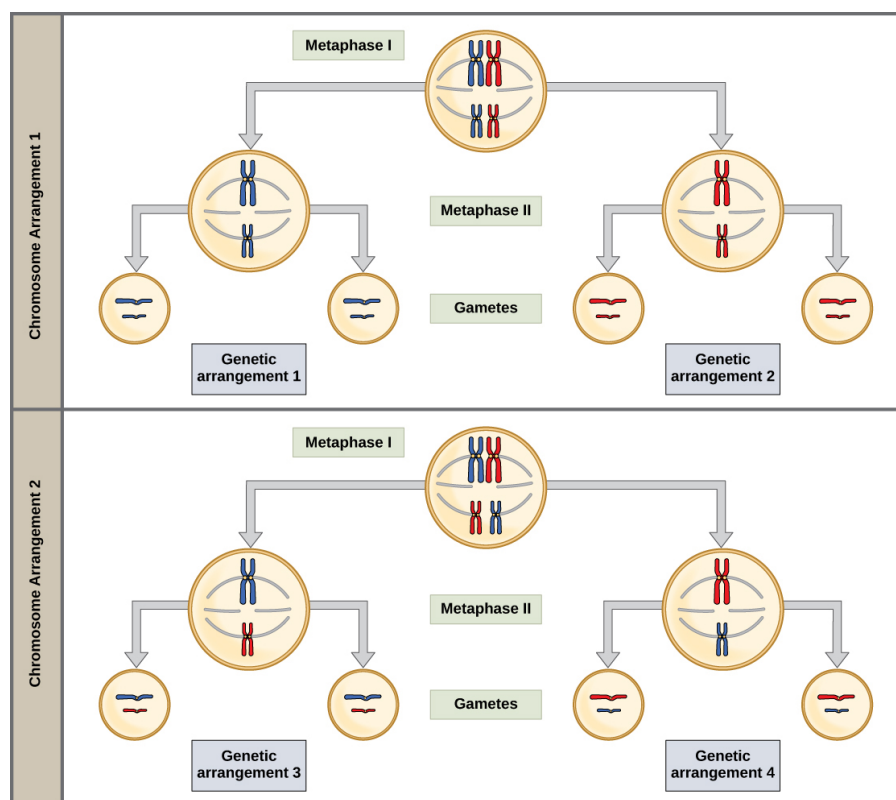 Chromosome Arrangement 1
Metaphase I
Metaphase II
Gametes
Genetic
arrangement 1
Genetic
arrangement 2
Chromosome Arrangement 2
Metaphase I
Metaphase II
Gametes
Genetic
arrangement 3
Genetic
arrangement 4